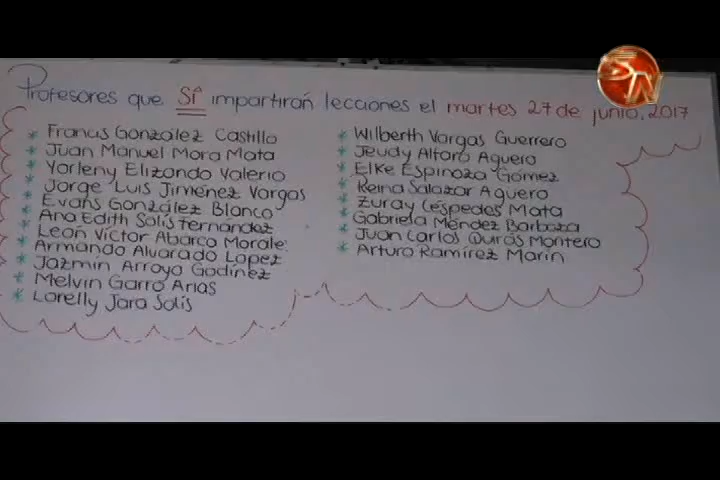 Profesores que SÍ impartirán lecciones el martes 27 de junio, 2017
* Francis González Castillo
* Juan Manuel Mora Mata
* Yorleny Elizondo Valerio
* Jorge Luis Jiménez Vargas
* Evans González Blanco
* Ana Edith Solís Fernández
* León Víctor Abarca Morales
* Armando Alvarado López
* Jazmín Arroyo Godínez
* Melvin Garro Arias
* Lorelly Jara Solís
* Wilberth Vargas Guerrero
* Jeudy Alfaro Aguero
* Elke Espinoza Gómez
* Reina Salazar Aguero
* Zuray Céspedes Mata
* Gabriela Méndez Barboza
* Juan Carlos Quirós Montero
* Arturo Ramírez Marín